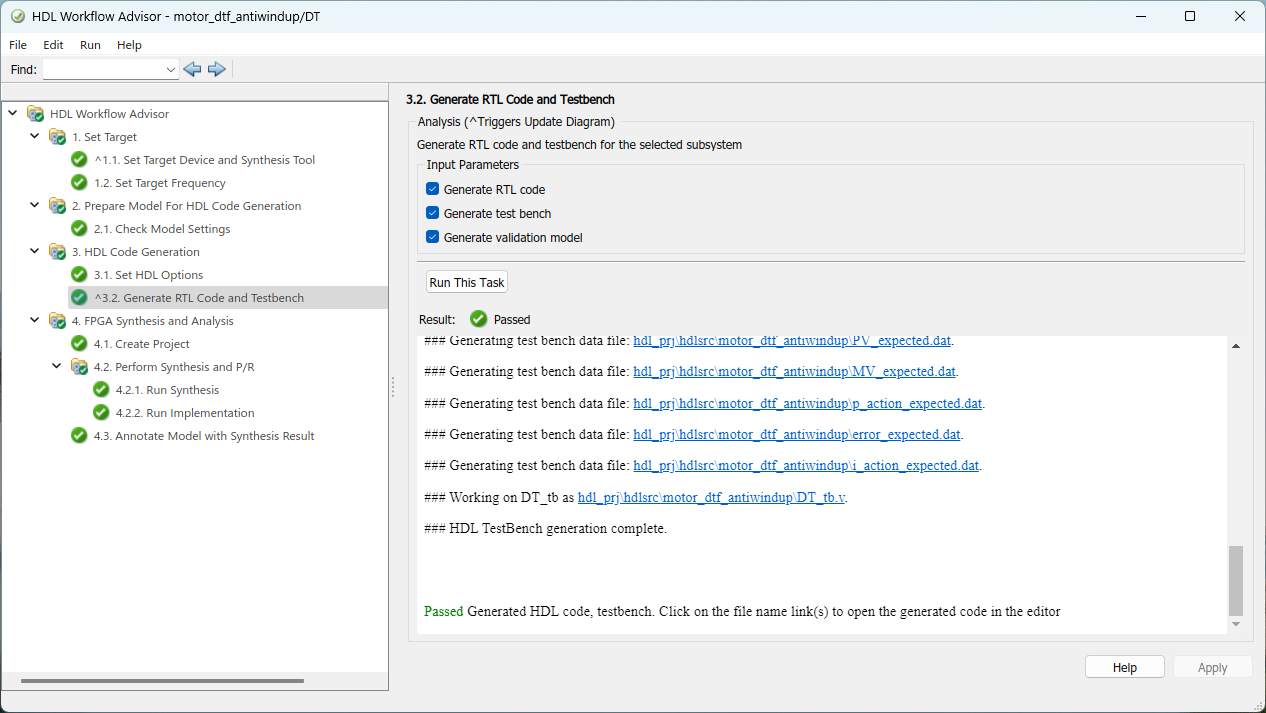 HDL Workflow Advisor - motor_dtf_antiwindup/DT
File Edit Run Help
Find:
HDL Workflow Advisor
1. Set Target
^1.1. Set Target Device and Synthesis Tool
1.2. Set Target Frequency
2. Prepare Model For HDL Code Generation
2.1. Check Model Settings
3. HDL Code Generation
3.1. Set HDL Options
^3.2. Generate RTL Code and Testbench
4. FPGA Synthesis and Analysis
4.1. Create Project
4.2. Perform Synthesis and P/R
4.2.1. Run Synthesis
4.2.2. Run Implementation
4.3. Annotate Model with Synthesis Result
3.2. Generate RTL Code and Testbench
Analysis (^Triggers Update Diagram)
Generate RTL code and testbench for the selected subsystem
Input Parameters
Generate RTL code
Generate test bench
Generate validation model
Run This Task
Result: Passed
### Generating test bench data file: hdl_prj\hdlsrc\motor_dtf_antiwindup\PV_expected.dat.
### Generating test bench data file: hdl_prj\hdlsrc\motor_dtf_antiwindup\MV_expected.dat.
### Generating test bench data file: hdl_prj\hdlsrc\motor_dtf_antiwindup\p_action_expected.dat.
### Generating test bench data file: hdl_prj\hdlsrc\motor_dtf_antiwindup\error_expected.dat.
### Generating test bench data file: hdl_prj\hdlsrc\motor_dtf_antiwindup\i_action_expected.dat.
### Working on DT_tb as hdl_prj\hdlsrc\motor_dtf_antiwindup\DT_tb.v.
### HDL TestBench generation complete.
Passed Generated HDL code, testbench. Click on the file name link(s) to open the generated code in the editor
Help Apply